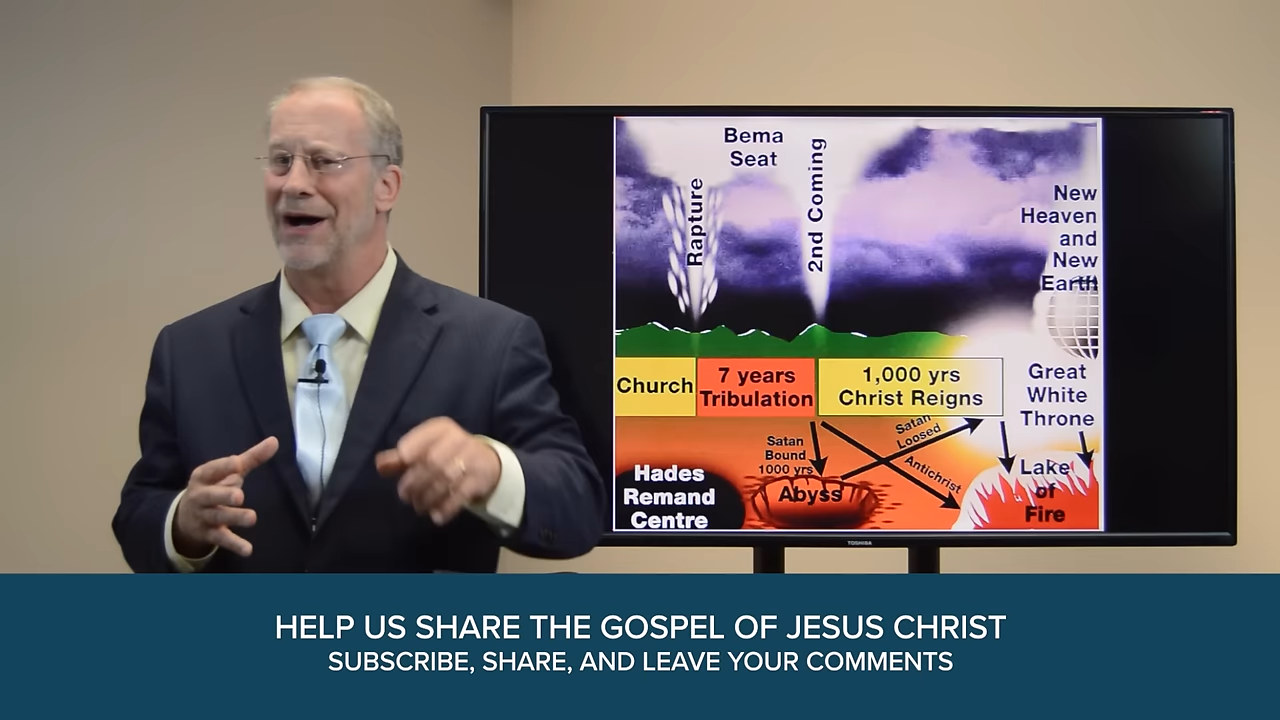 Bema
Seat
Rapture
2nd Coming
New
Heaven
and
New
Earth
Church
7 years
Tribulation
1,000 yrs
Christ Reigns
Great
White
Throne
Satan
Bound
1000 yrs
Satan
Loosed
Antichrist
Hades
Remand
Centre
Abyss
Lake
of
Fire
TOSHIBA
HELP US SHARE THE GOSPEL OF JESUS CHRIST
SUBSCRIBE, SHARE, AND LEAVE YOUR COMMENTS